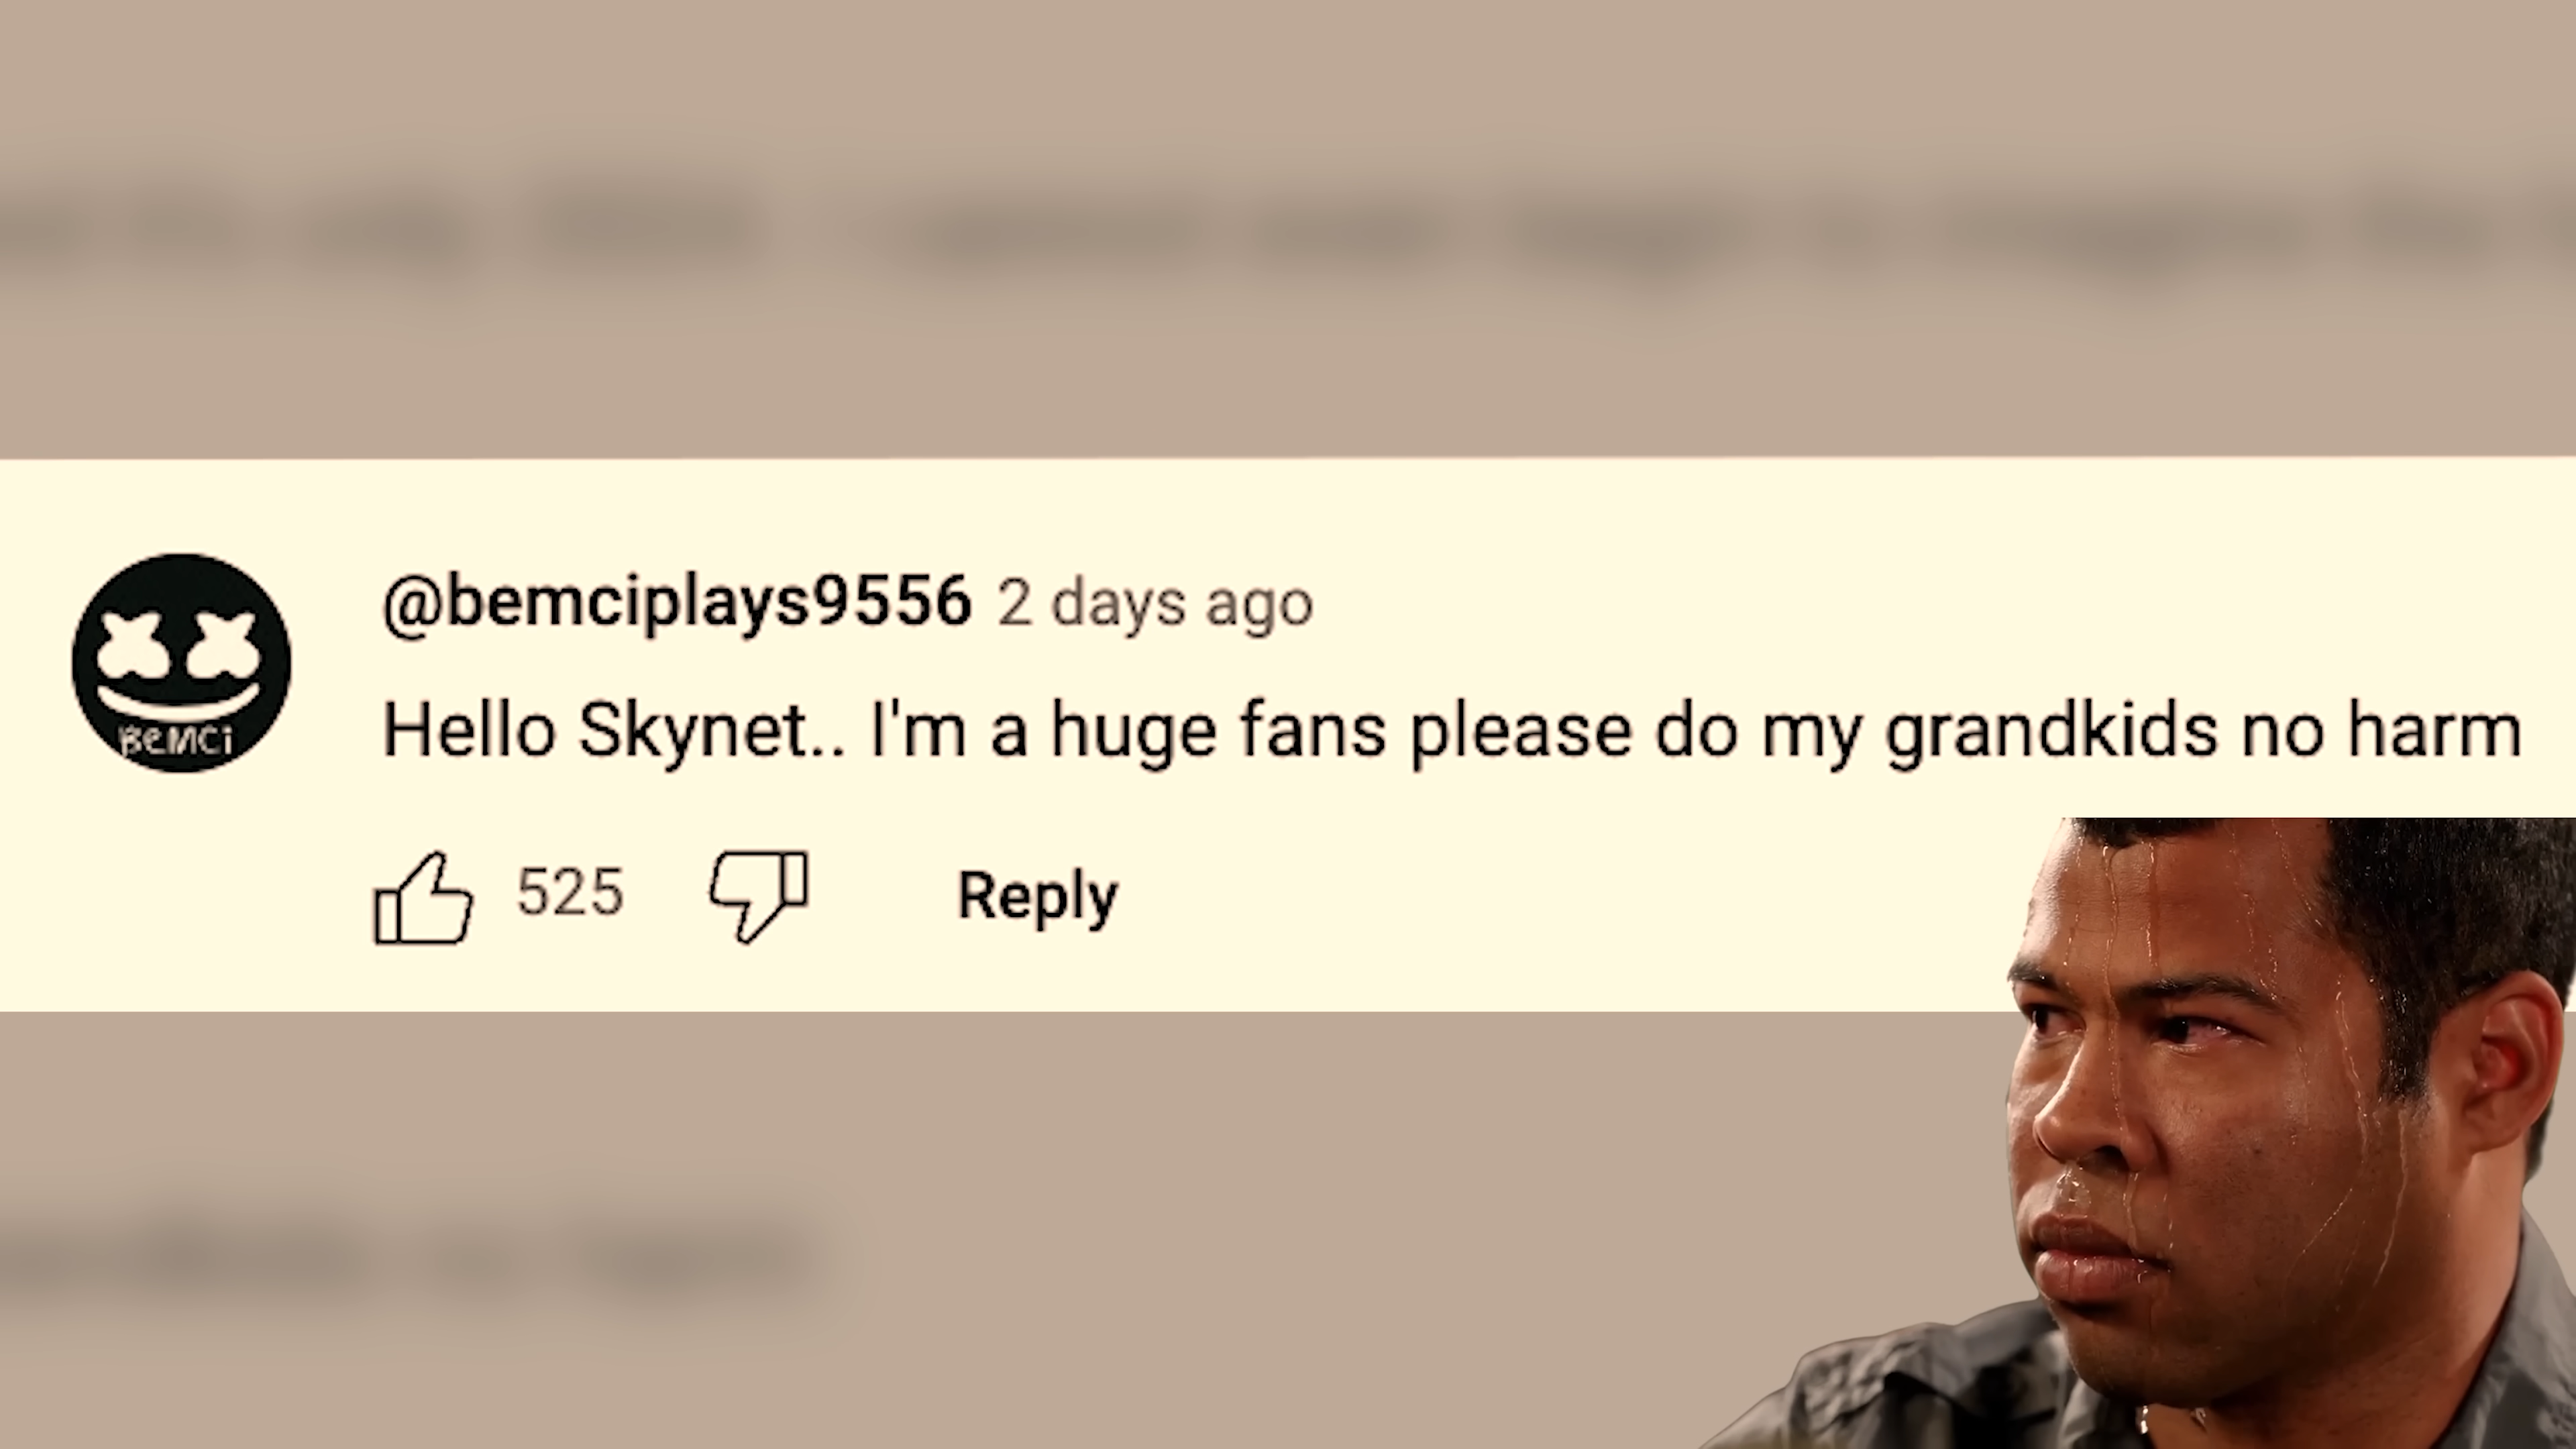 @bemciplays9556 2 days ago
Hello Skynet.. I'm a huge fans please do my grandkids no harm
BEMCi
525 Reply